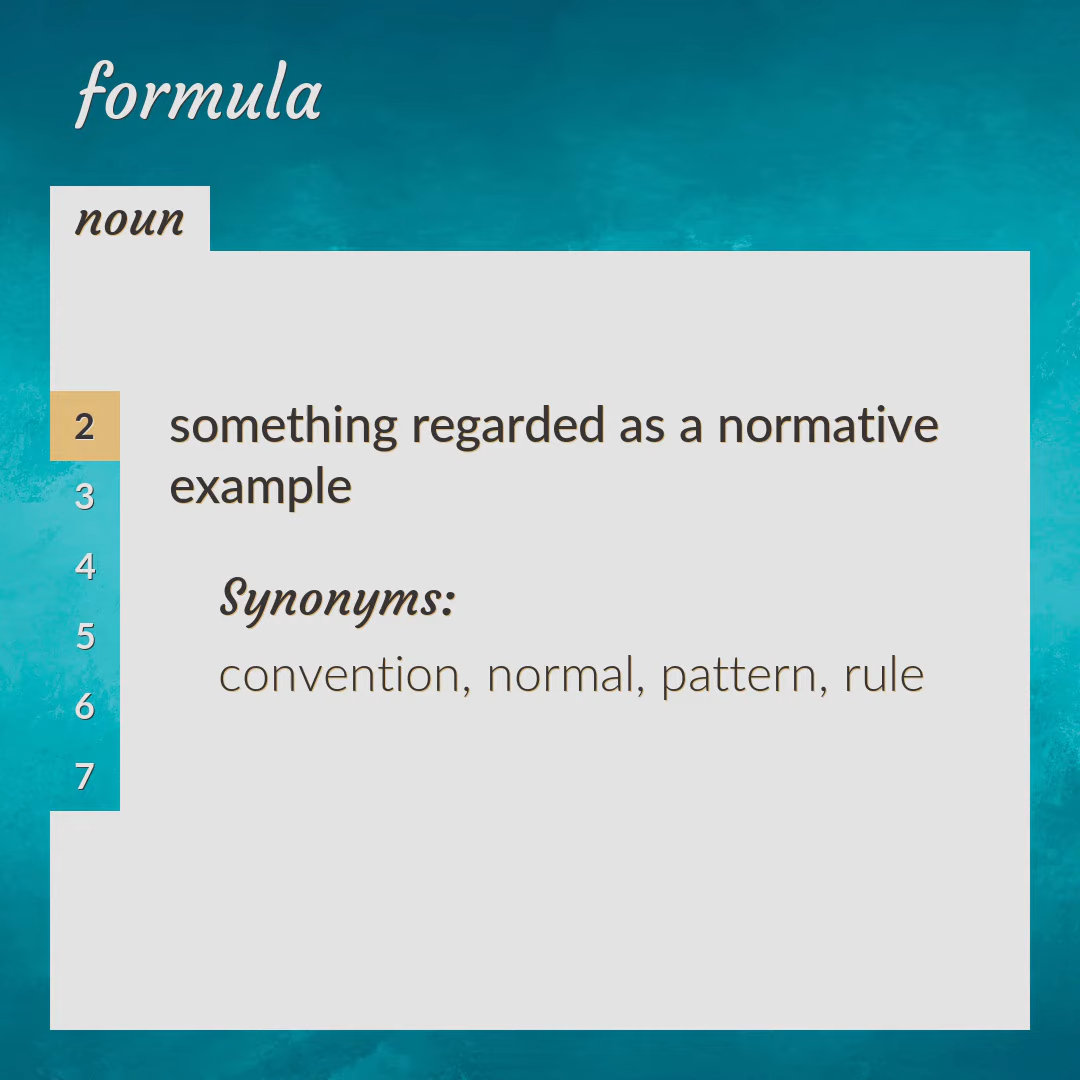 formula
noun
2
something regarded as a normative
example
3
4
5
6
7
Synonyms:
convention, normal, pattern, rule